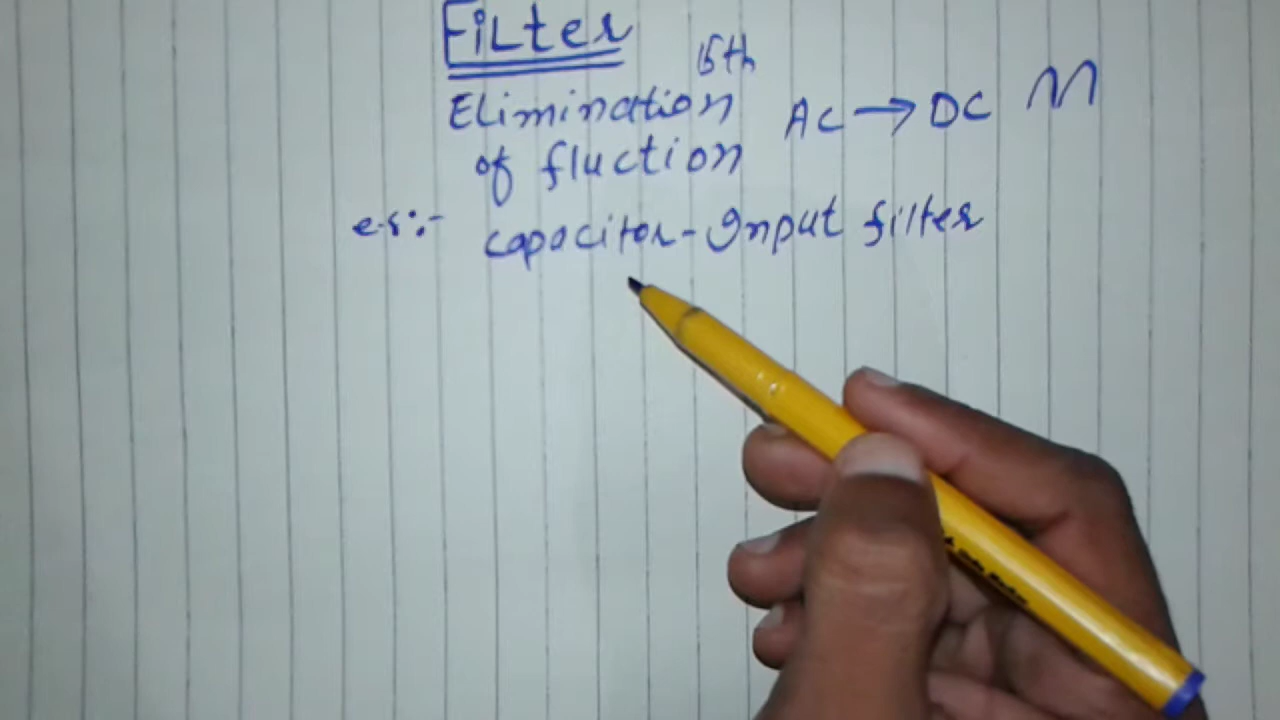 Filter
15th
Elimination AC → DC
of fluction
e.g:- capacitor-Input filter